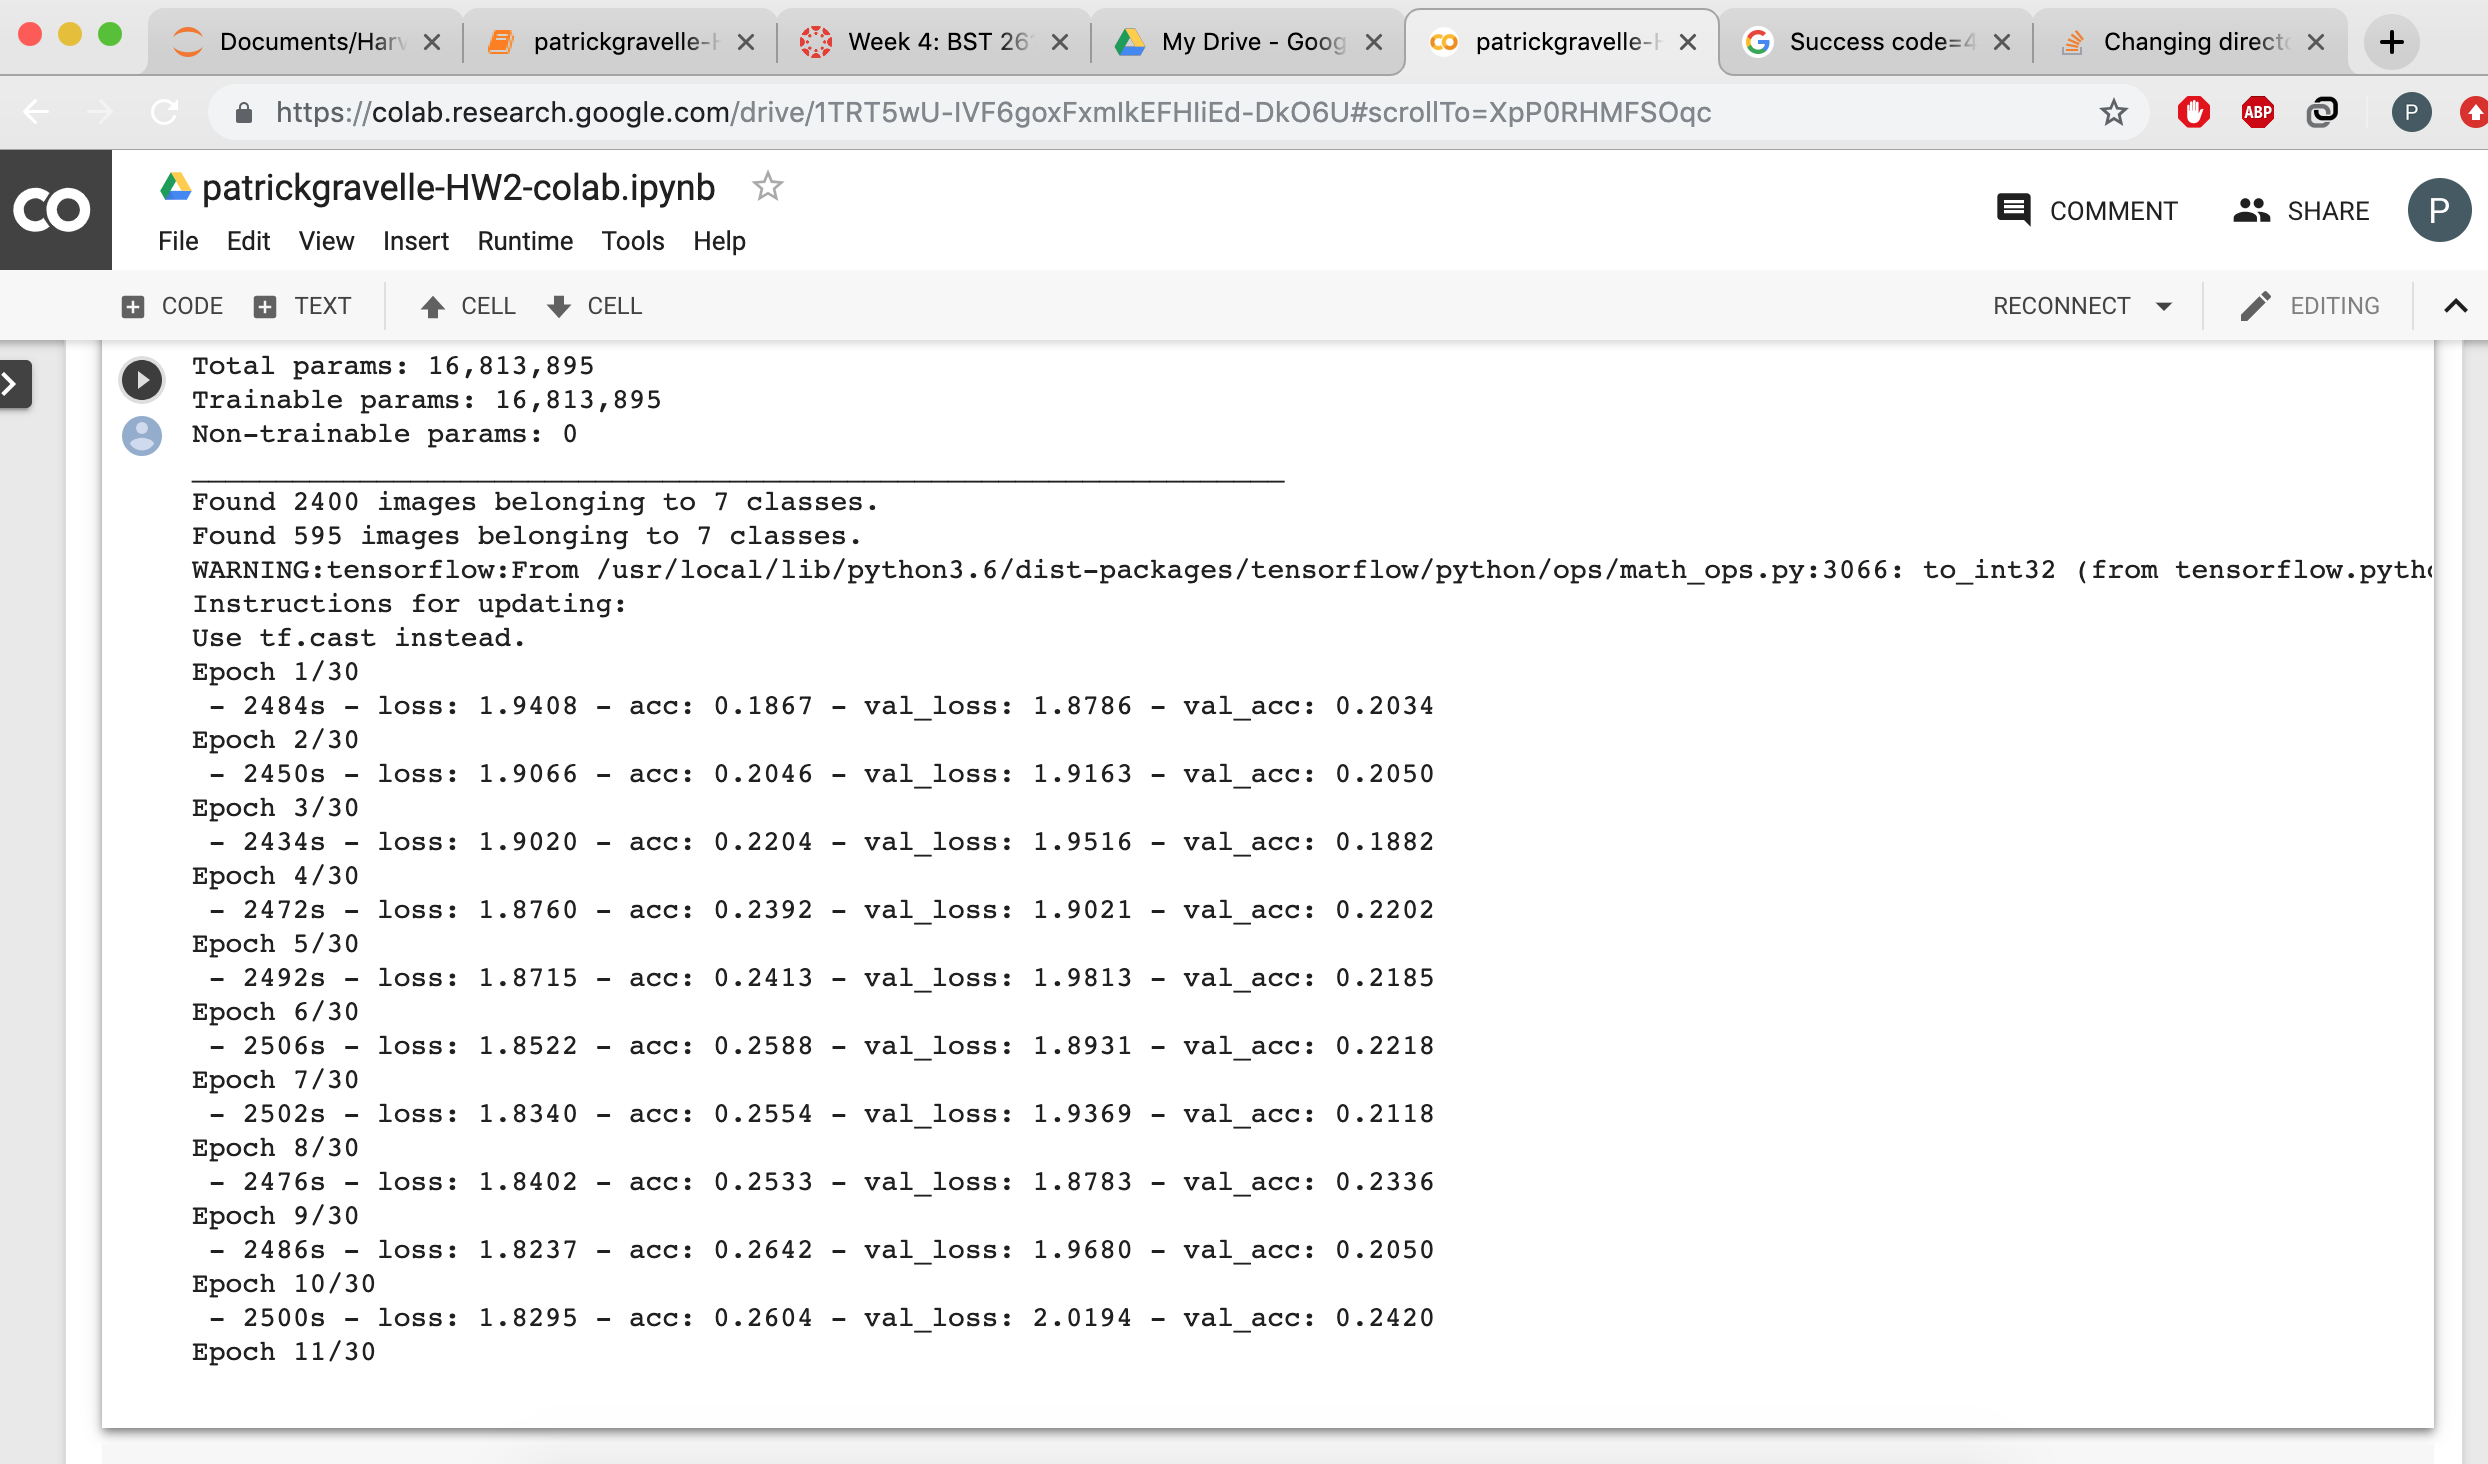 Documents/Harv
patrickgravelle-H
Week 4: BST 26
My Drive - Goog
patrickgravelle-H
Success code=4
Changing directo
https://colab.research.google.com/drive/1TRT5wU-IVF6goxFxmIkEFHIiEd-DkO6U#scrollTo=XpP0RHMFSOqc
ABP
P
CO
patrickgravelle-HW2-colab.ipynb
COMMENT
SHARE
P
File Edit View Insert Runtime Tools Help
CODE TEXT CELL CELL
RECONNECT
EDITING
Total params: 16,813,895
Trainable params: 16,813,895
Non-trainable params: 0
Found 2400 images belonging to 7 classes.
Found 595 images belonging to 7 classes.
WARNING:tensorflow:From /usr/local/lib/python3.6/dist-packages/tensorflow/python/ops/math_ops.py:3066: to_int32 (from tensorflow.pytho
Instructions for updating:
Use tf.cast instead.
Epoch 1/30
 - 2484s - loss: 1.9408 - acc: 0.1867 - val_loss: 1.8786 - val_acc: 0.2034
Epoch 2/30
 - 2450s - loss: 1.9066 - acc: 0.2046 - val_loss: 1.9163 - val_acc: 0.2050
Epoch 3/30
 - 2434s - loss: 1.9020 - acc: 0.2204 - val_loss: 1.9516 - val_acc: 0.1882
Epoch 4/30
 - 2472s - loss: 1.8760 - acc: 0.2392 - val_loss: 1.9021 - val_acc: 0.2202
Epoch 5/30
 - 2492s - loss: 1.8715 - acc: 0.2413 - val_loss: 1.9813 - val_acc: 0.2185
Epoch 6/30
 - 2506s - loss: 1.8522 - acc: 0.2588 - val_loss: 1.8931 - val_acc: 0.2218
Epoch 7/30
 - 2502s - loss: 1.8340 - acc: 0.2554 - val_loss: 1.9369 - val_acc: 0.2118
Epoch 8/30
 - 2476s - loss: 1.8402 - acc: 0.2533 - val_loss: 1.8783 - val_acc: 0.2336
Epoch 9/30
 - 2486s - loss: 1.8237 - acc: 0.2642 - val_loss: 1.9680 - val_acc: 0.2050
Epoch 10/30
 - 2500s - loss: 1.8295 - acc: 0.2604 - val_loss: 2.0194 - val_acc: 0.2420
Epoch 11/30